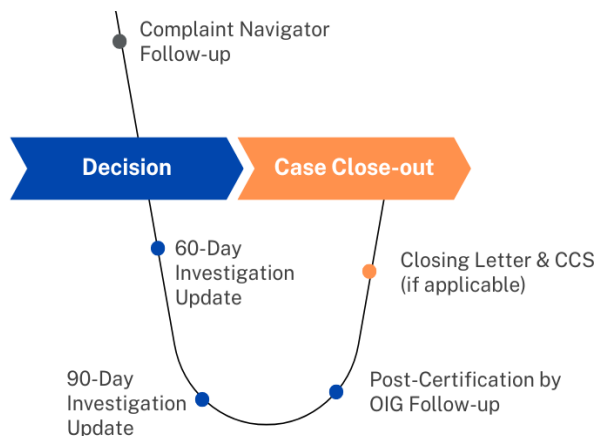 Complaint Navigator
Follow-up
Decision
Case Close-out
60-Day
Investigation
Update
Closing Letter & CCS
(if applicable)
90-Day
Investigation
Update
Post-Certification by
OIG Follow-up